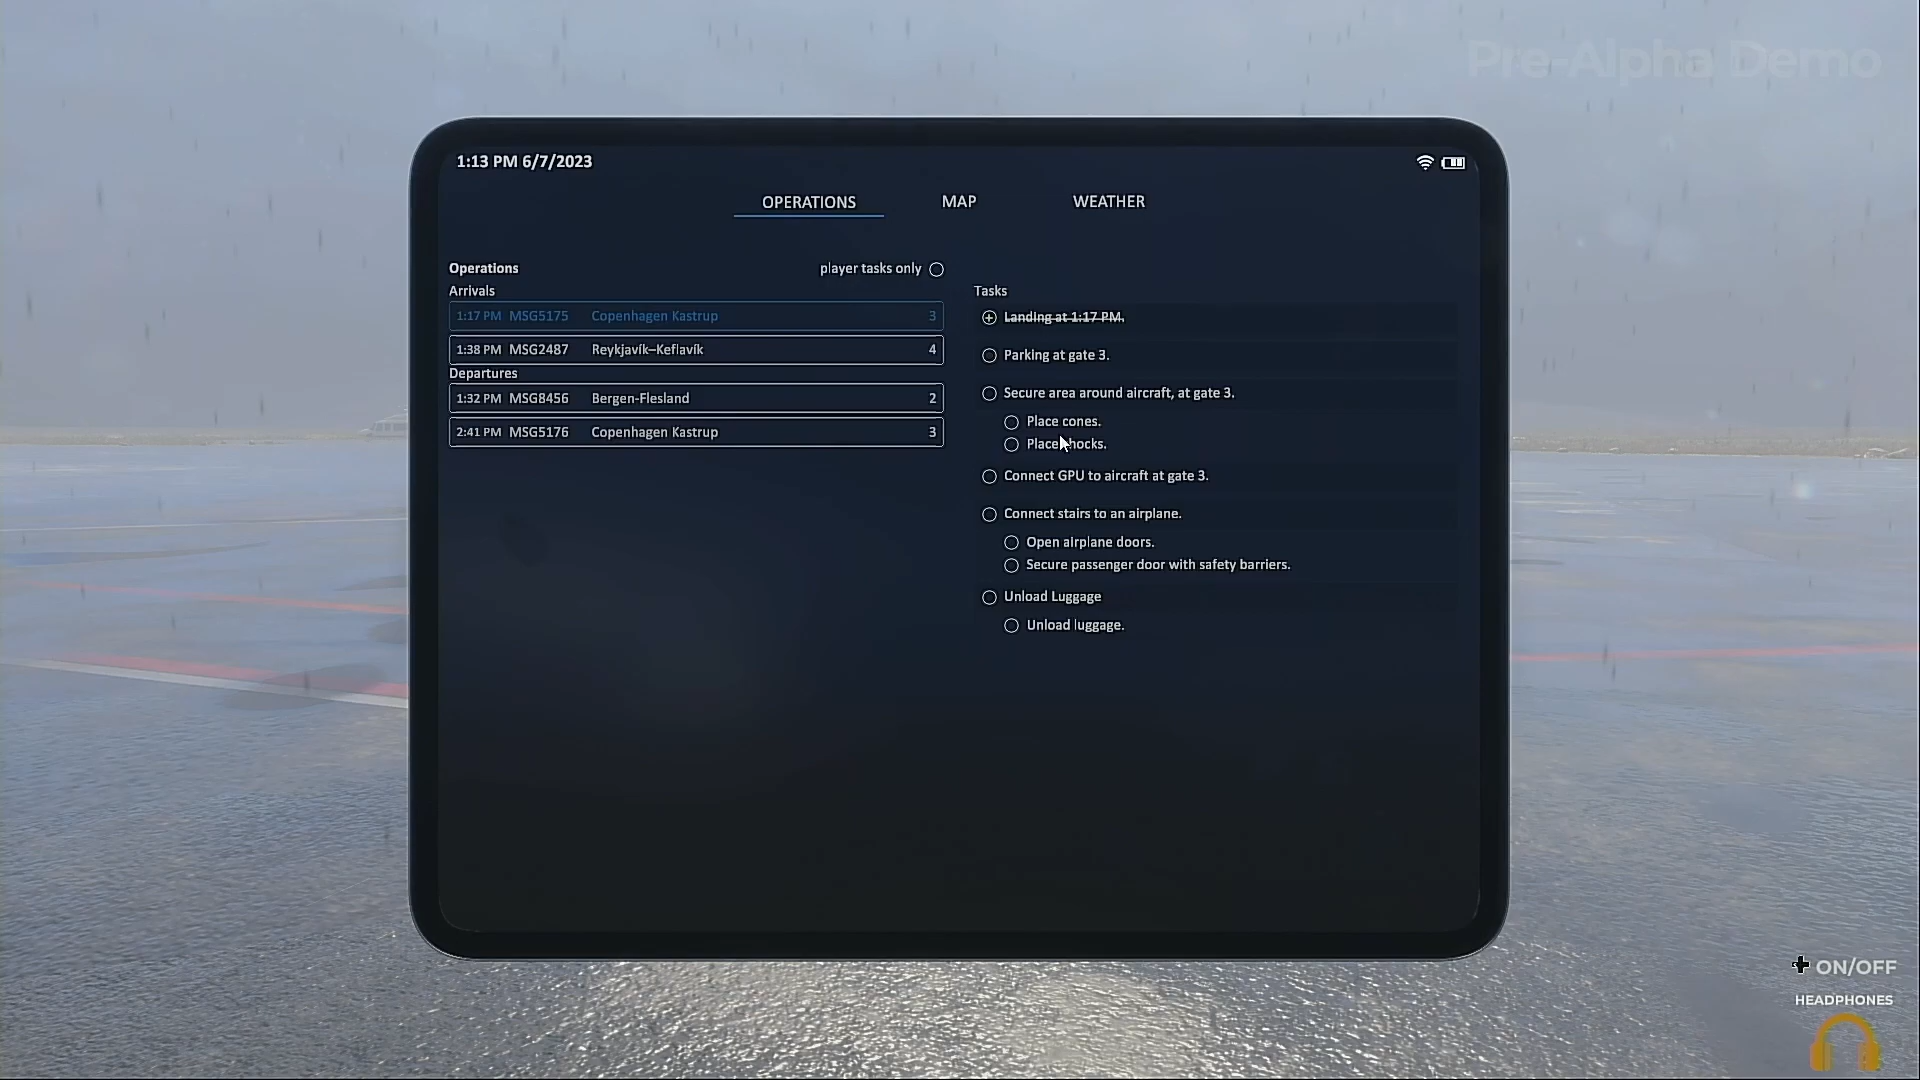 Pre-Alpha Demo
1:13 PM 6/7/2023
OPERATIONS MAP WEATHER
Operations player tasks only
Arrivals
1:17 PM MSG5175 Copenhagen Kastrup 3
1:38 PM MSG2487 Reykjavík–Keflavík 4
Departures
1:32 PM MSG8456 Bergen-Flesland 2
2:41 PM MSG5176 Copenhagen Kastrup 3
Tasks
Landing at 1:17 PM.
Parking at gate 3.
Secure area around aircraft, at gate 3.
Place cones.
Place hocks.
Connect GPU to aircraft at gate 3.
Connect stairs to an airplane.
Open airplane doors.
Secure passenger door with safety barriers.
Unload Luggage
Unload luggage.
ON/OFF
HEADPHONES